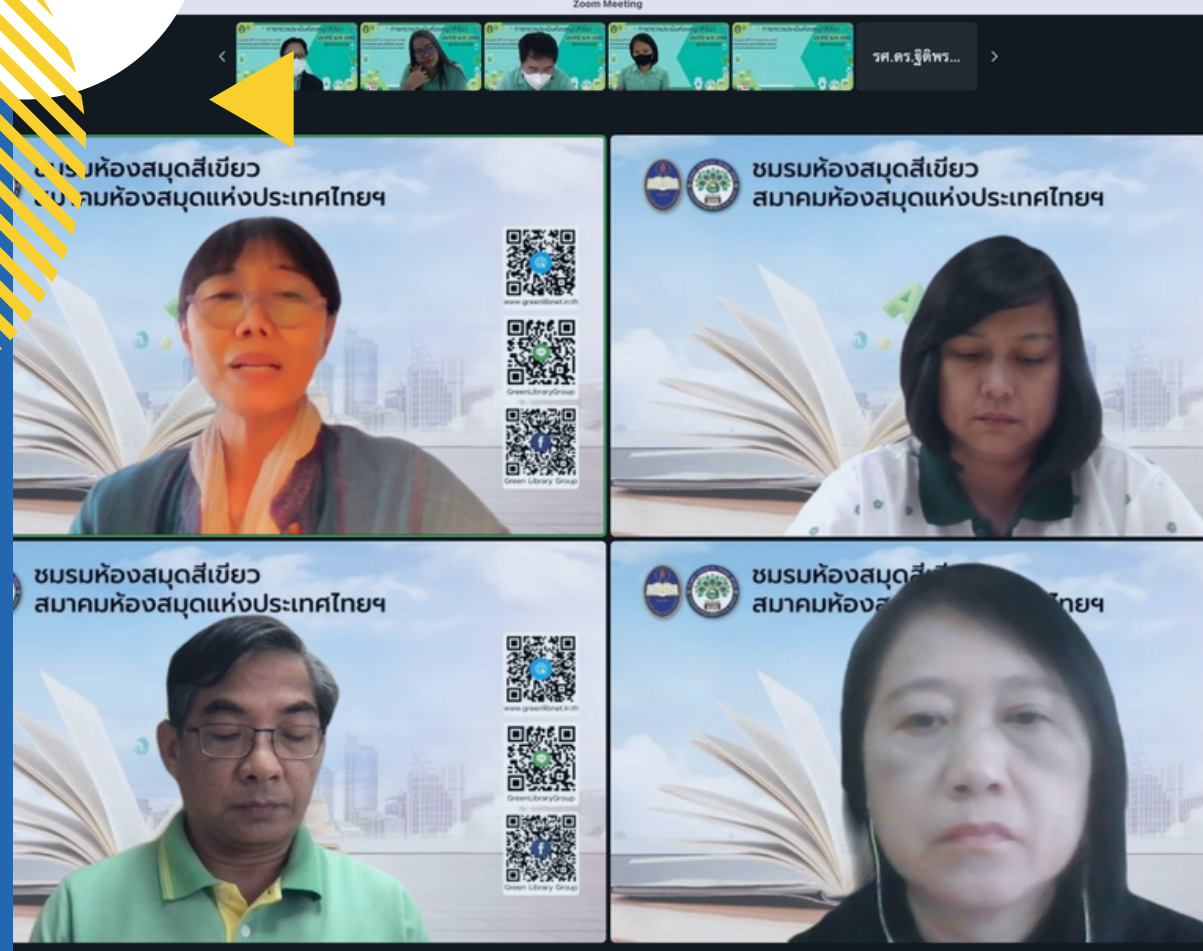 Zoom Meeting
รศ.ดร.ฐิติพร...
ชมรมห้องสมุดสีเขียว
สมาคมห้องสมุดแห่งประเทศไทยฯ
www.greenlibnet.in.th
GreenLibraryGroup
Green Library Group
ชมรมห้องสมุดสีเขียว
สมาคมห้องสมุดแห่งประเทศไทยฯ
ชมรมห้องสมุดสีเขียว
สมาคมห้องสมุดแห่งประเทศไทยฯ
www.greenlibnet.in.th
GreenLibraryGroup
Green Library Group
ชมรมห้องสมุด
สมาคมห้อง